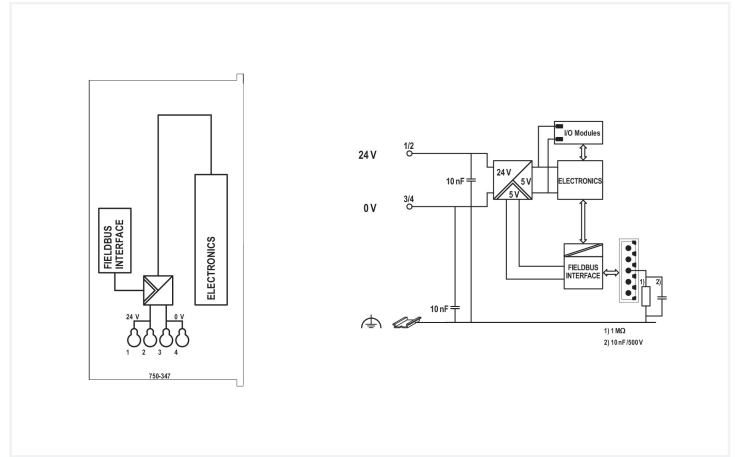 FIELDBUS
INTERFACE
ELECTRONICS
24 V
0 V
1
2
3
4
750-347
24 V
1/2
0 V
3/4
10 nF
10 nF
24 V
5 V
5 V
I/O Modules
ELECTRONICS
FIELDBUS
INTERFACE
1)
2)
1) 1 MΩ
2) 10 nF/500 V